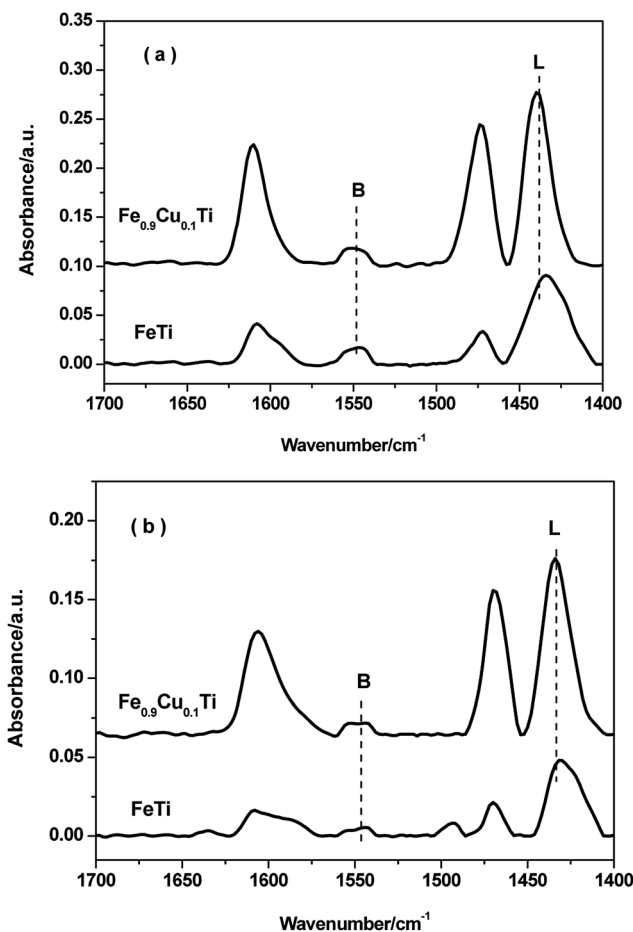 ( a )
L
B
0.35
0.30
0.25
0.20
0.15
0.10
0.05
0.00
Absorbance/a.u.
Fe0.9Cu0.1Ti
FeTi
1700 1650 1600 1550 1500 1450 1400
Wavenumber/cm-1
( b )
L
B
0.20
0.15
0.10
0.05
0.00
Absorbance/a.u.
Fe0.9Cu0.1Ti
FeTi
1700 1650 1600 1550 1500 1450 1400
Wavenumber/cm-1